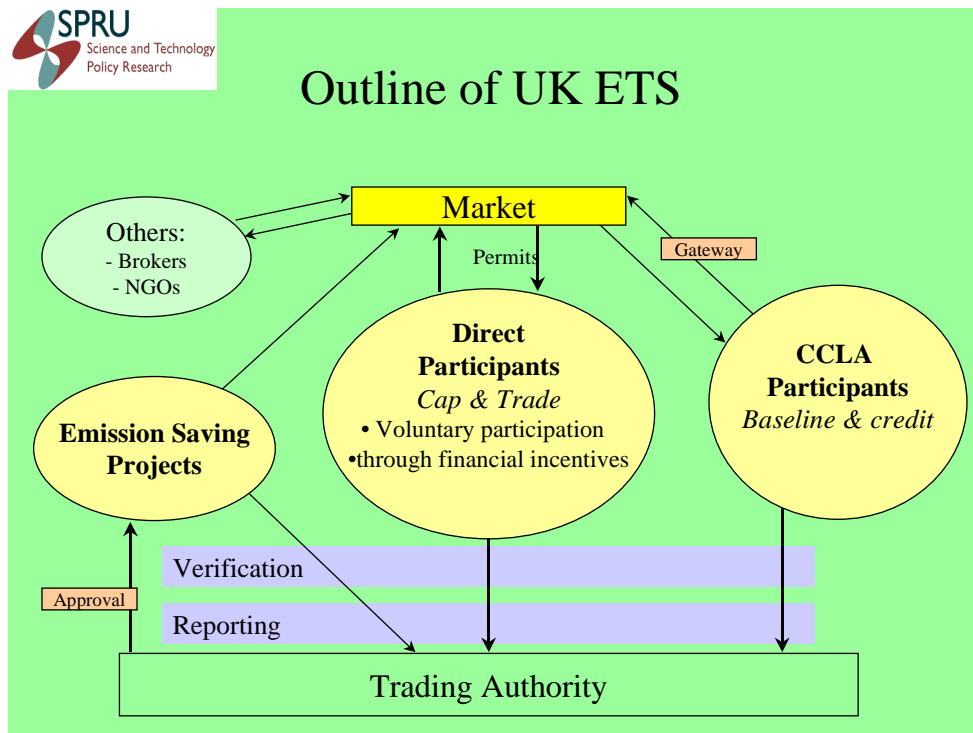 SPRU
Science and Technology
Policy Research
Outline of UK ETS
Market
Others:
- Brokers
- NGOs
Permits
Gateway
Direct
Participants
Cap & Trade
• Voluntary participation
•through financial incentives
CCLA
Participants
Baseline & credit
Emission Saving
Projects
Verification
Approval
Reporting
Trading Authority